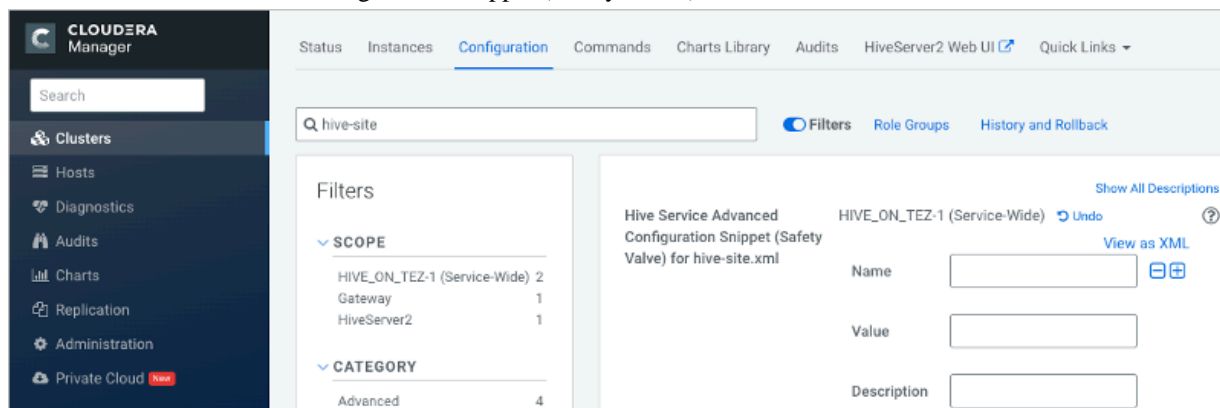 CLOUDERA
Manager
Search
Clusters
Hosts
Diagnostics
Audits
Charts
Replication
Administration
Private Cloud New
Status Instances Configuration Commands Charts Library Audits HiveServer2 Web UI Quick Links
hive-site
Filters Role Groups History and Rollback
Filters
SCOPE
HIVE_ON_TEZ-1 (Service-Wide) 2
Gateway 1
HiveServer2 1
CATEGORY
Advanced 4
Show All Descriptions
Hive Service Advanced
Configuration Snippet (Safety
Valve) for hive-site.xml
HIVE_ON_TEZ-1 (Service-Wide) Undo
View as XML
Name
Value
Description